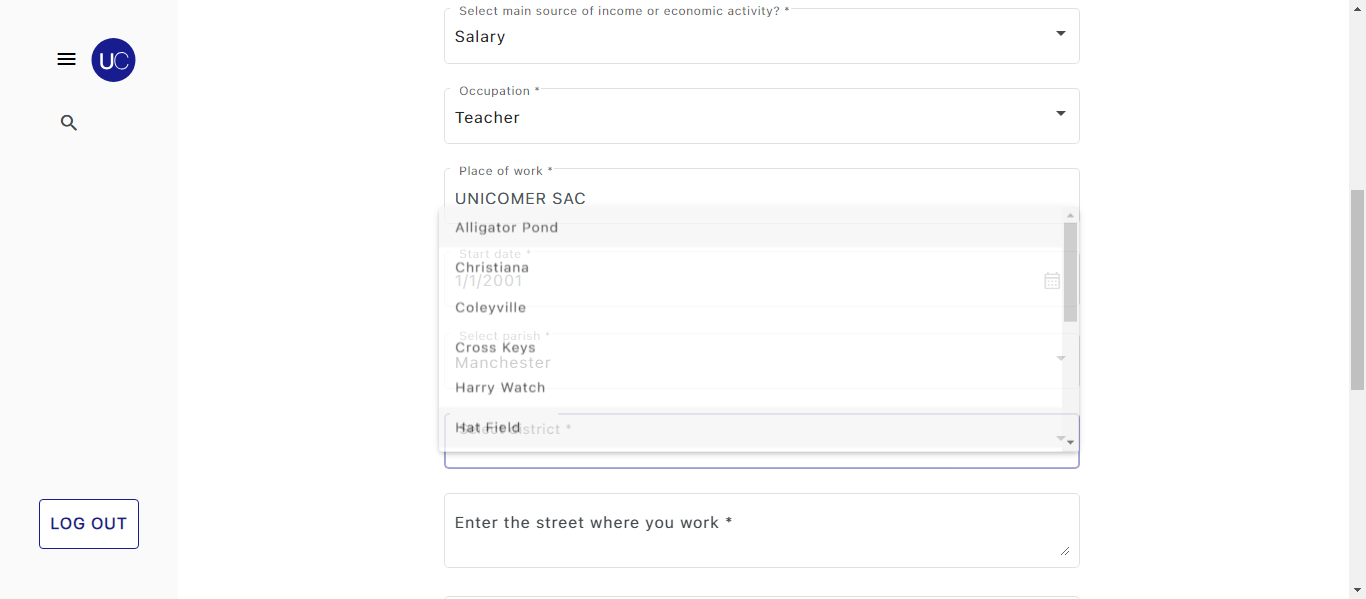 UC
LOG OUT
Select main source of income or economic activity? *
Salary
Occupation *
Teacher
Place of work *
UNICOMER SAC
Alligator Pond
Start date *
Christiana
1/1/2001
Coleyville
Select parish *
Cross Keys
Manchester
Harry Watch
Hat Field
Select district *
Enter the street where you work *